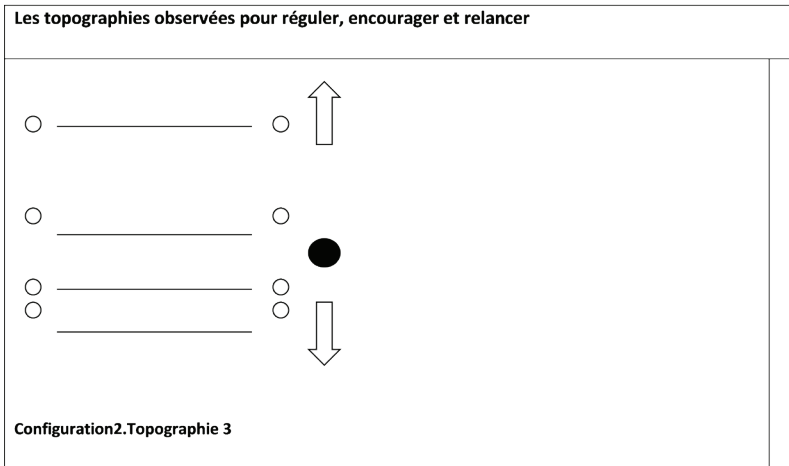 Les topographies observées pour réguler, encourager et relancer
Configuration2.Topographie 3